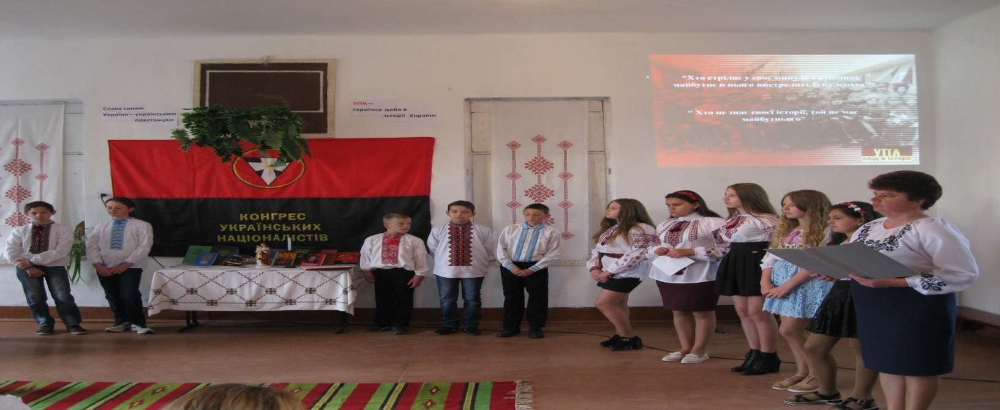 Слава синам
України—українським
повстанцям
УПА—
героїчна доба в
історії України
КОНГРЕС
УКРАЇНСЬКИХ
НАЦІОНАЛІСТІВ
“Хто стріляє у своє минуле з рушниці,
майбутнє в нього вистрелить із кулемета”
“ Хто не знає своєї історії, той не має
майбутнього”
УПА
слід в історії